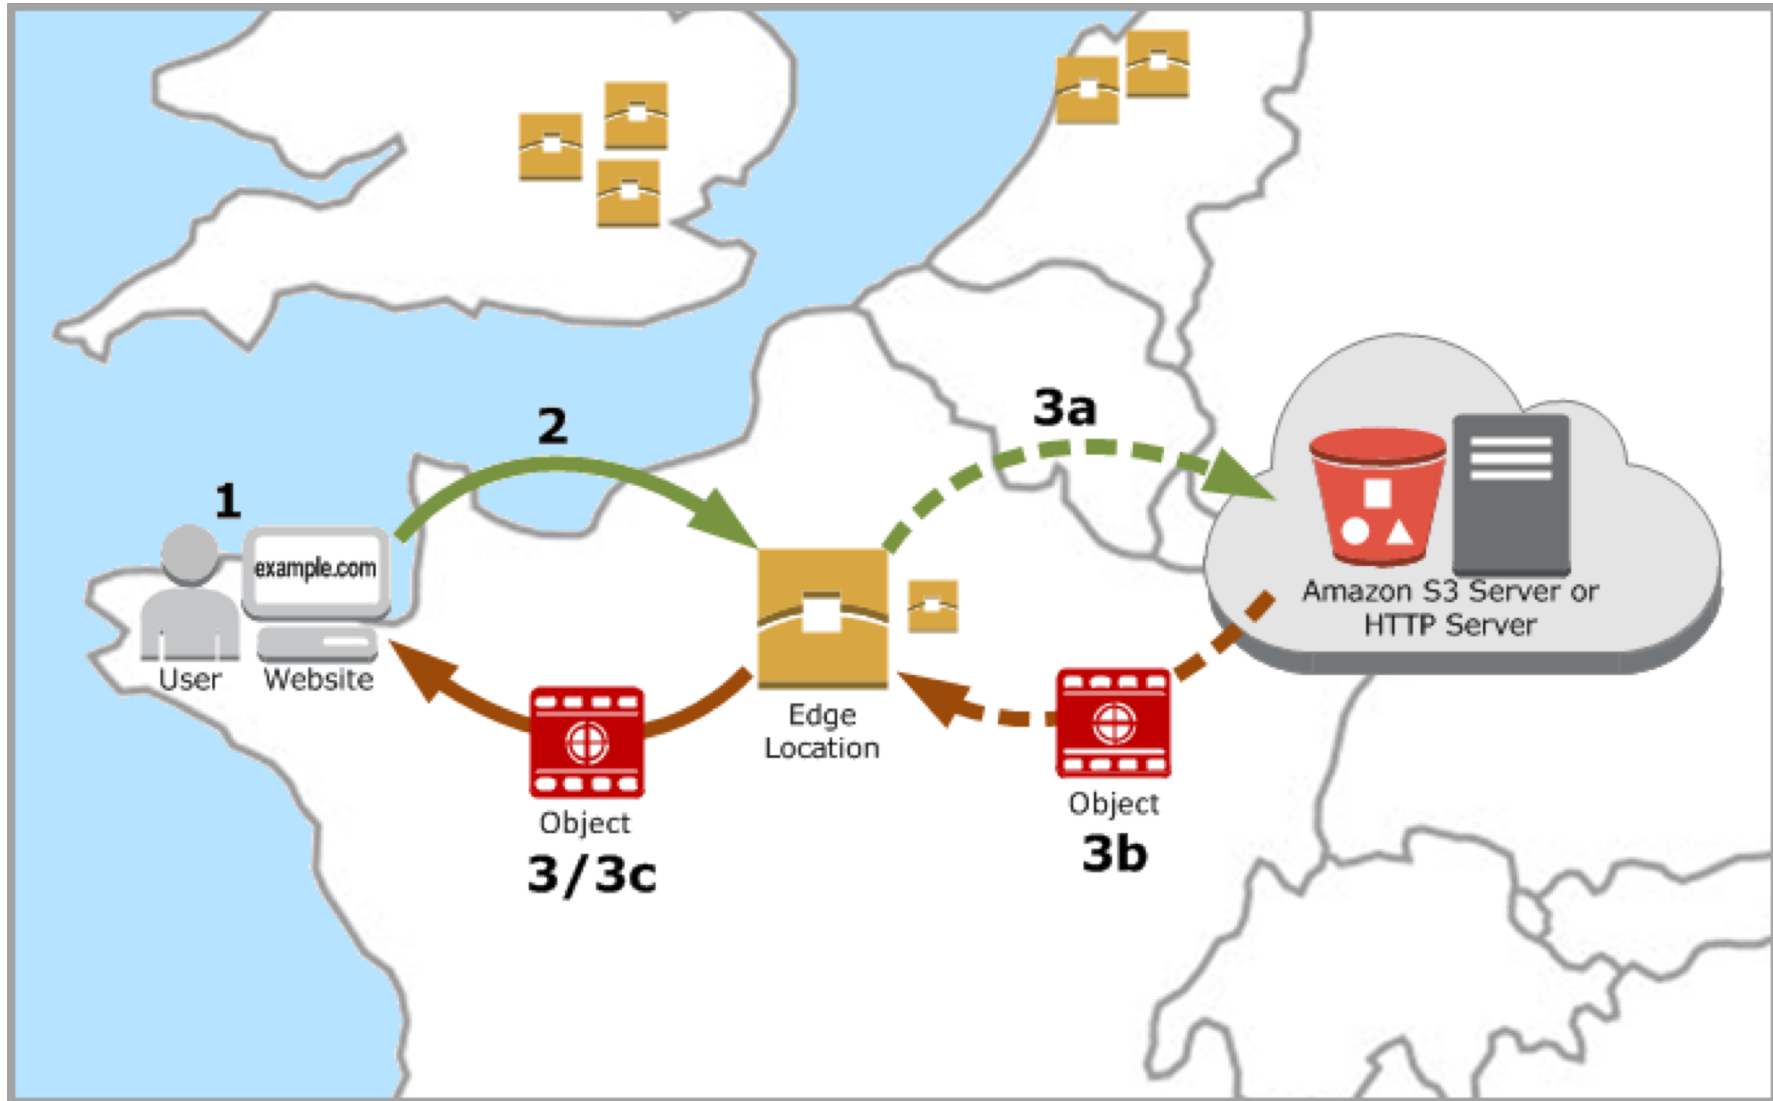 2
3a
1
example.com
User
Website
Amazon S3 Server or
HTTP Server
Edge
Location
Object
3/3c
Object
3b